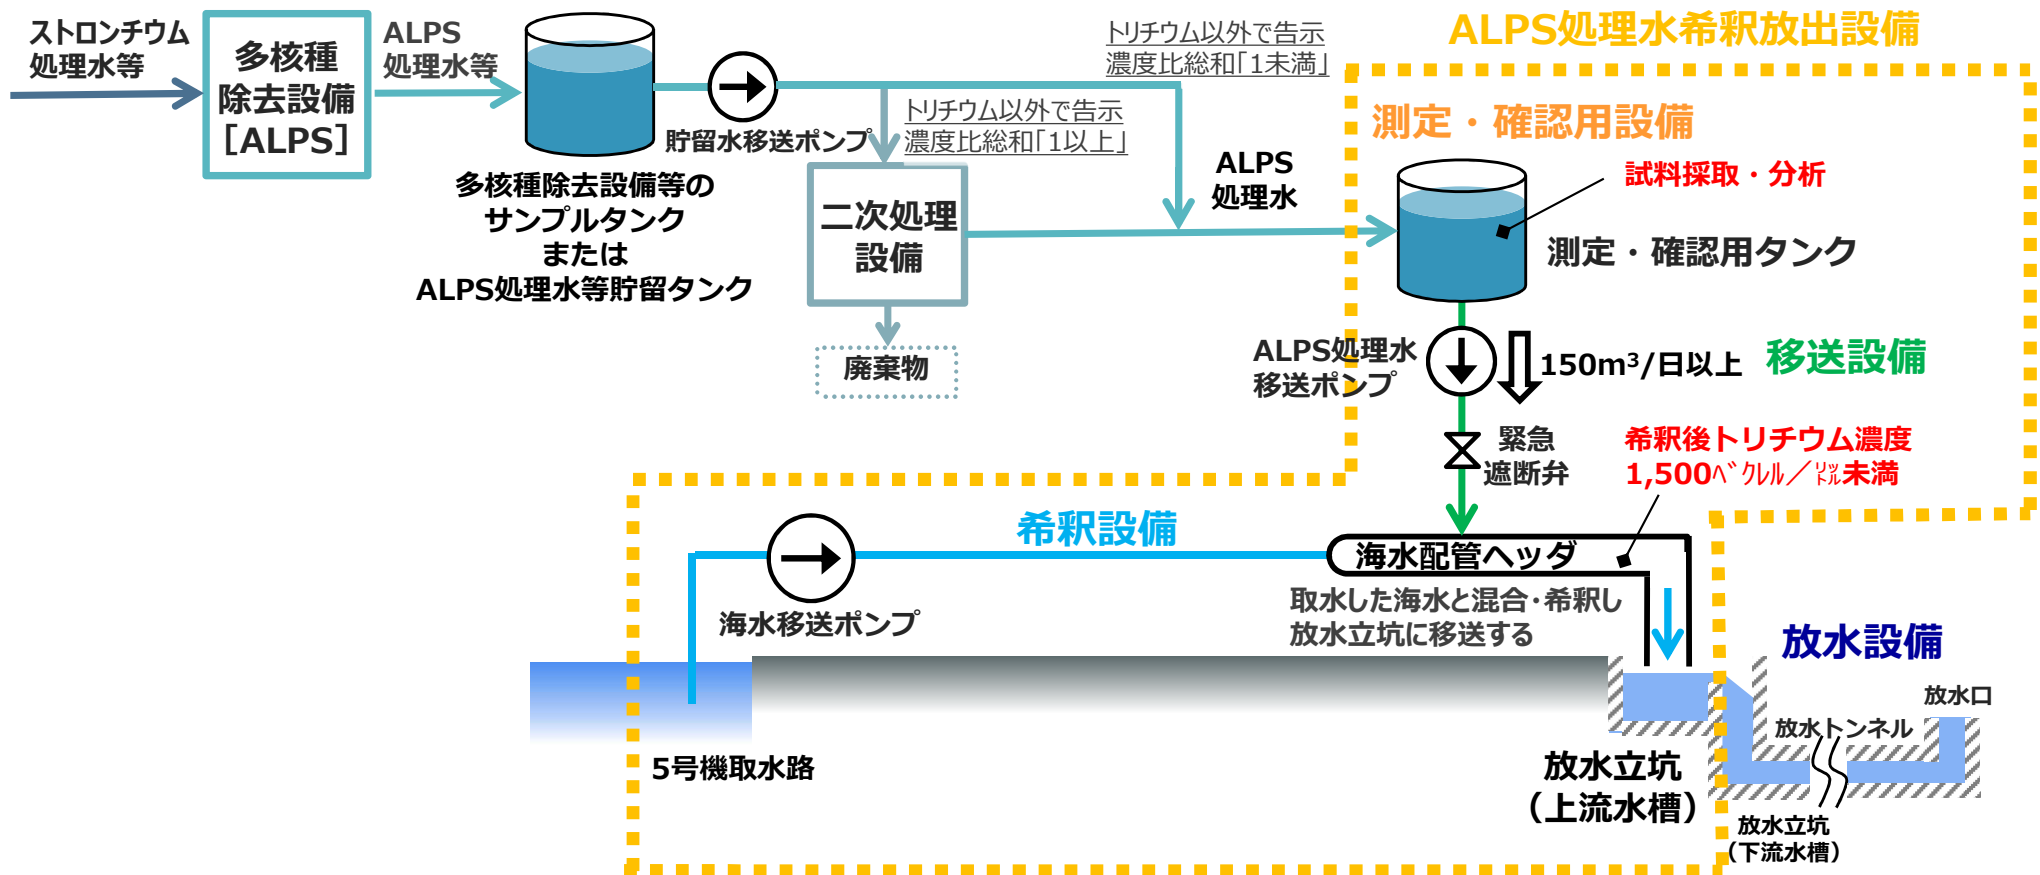 ストロンチウム
処理水等
多核種
除去設備
［ALPS］
ALPS
処理水等
多核種除去設備等の
サンプルタンク
または
ALPS処理水等貯留タンク
貯留水移送ポンプ
トリチウム以外で告示
濃度比総和｢1未満｣
トリチウム以外で告示
濃度比総和｢1以上｣
二次処理
設備
廃棄物
ALPS
処理水
ALPS処理水希釈放出設備
測定・確認用設備
試料採取・分析
測定・確認用タンク
ALPS処理水
移送ポンプ
150m³/日以上
移送設備
緊急
遮断弁
希釈後トリチウム濃度
1,500ﾍﾞｸﾚﾙ／㍑未満
希釈設備
海水移送ポンプ
海水配管ヘッダ
取水した海水と混合･希釈し
放水立坑に移送する
5号機取水路
放水立坑
（上流水槽）
放水設備
放水口
放水トンネル
放水立坑
（下流水槽）